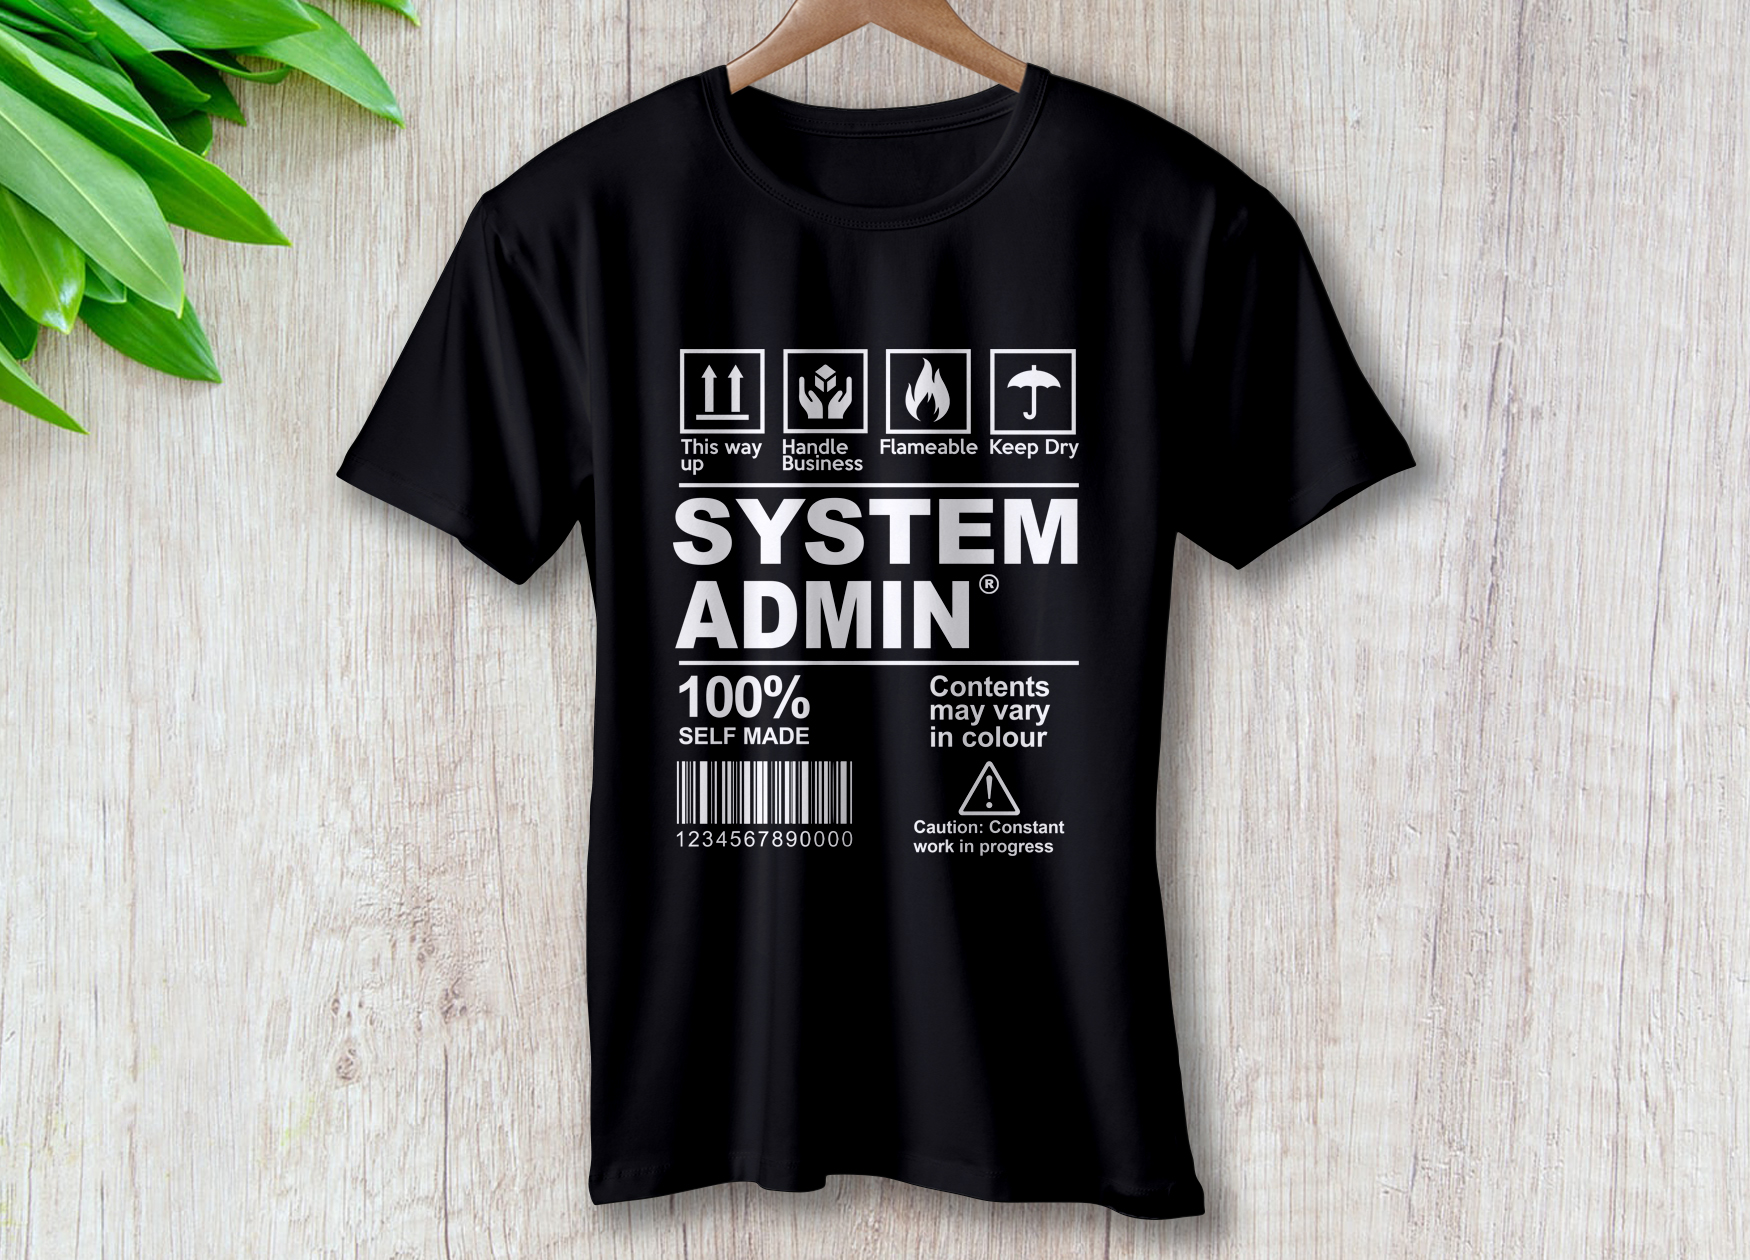 This way
up
Handle
Business
Flameable
Keep Dry
SYSTEM
ADMIN®
100%
SELF MADE
Contents
may vary
in colour
1234567890000
Caution: Constant
work in progress